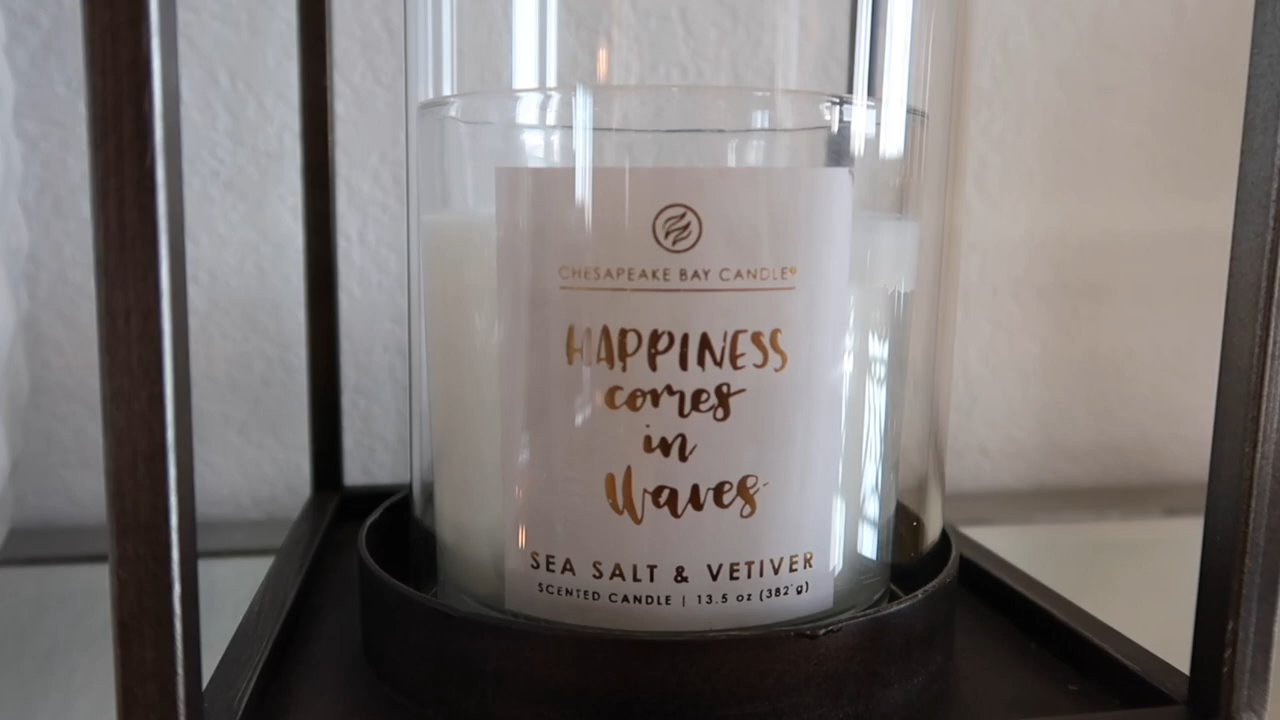 CHESAPEAKE BAY CANDLE®
HAPPINESS
comes
in
Waves
SEA SALT & VETIVER
SCENTED CANDLE | 13.5 oz (382 g)